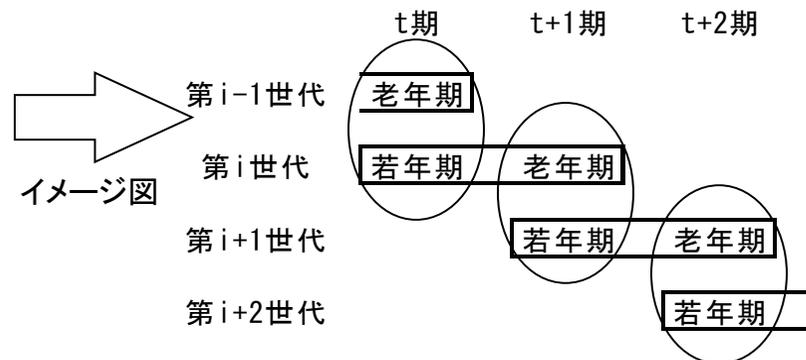 t期 t+1期 t+2期
第i-1世代 老年期
第i世代 若年期 老年期
イメージ図
第i+1世代 若年期 老年期
第i+2世代 若年期